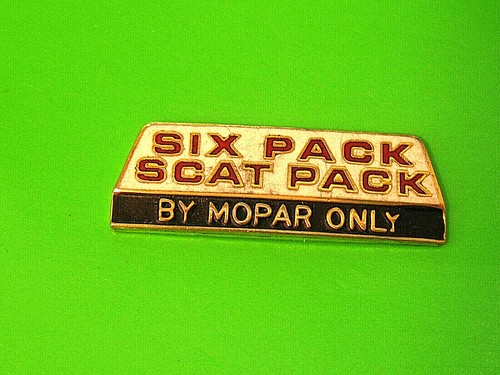 SIX PACK
SCAT PACK
BY MOPAR ONLY